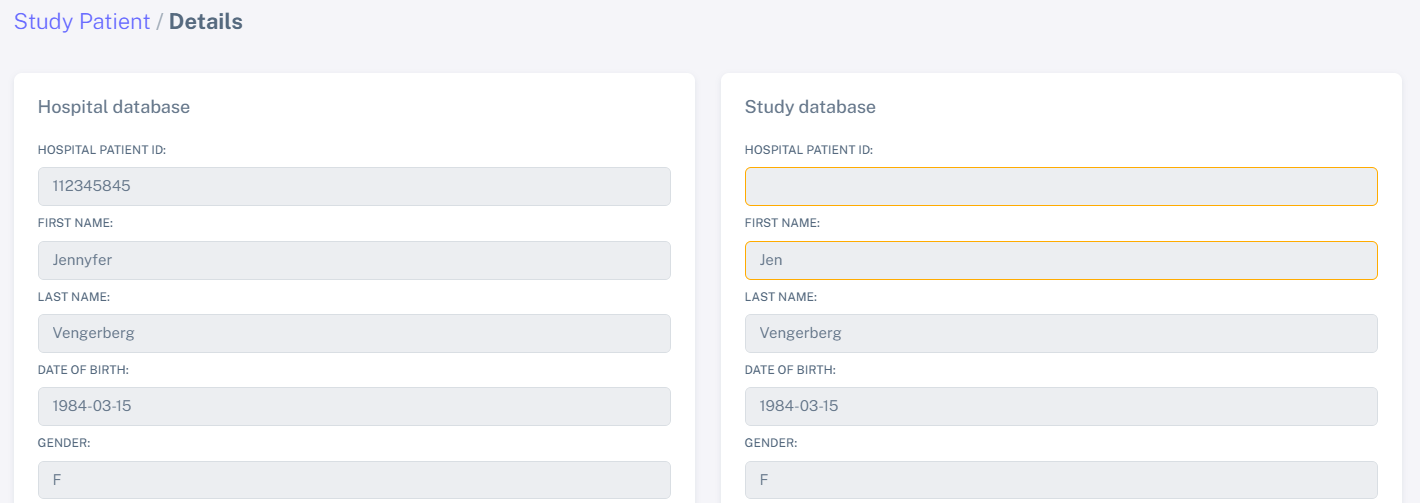 Study Patient / Details
Hospital database
HOSPITAL PATIENT ID:
112345845
FIRST NAME:
Jennyfer
LAST NAME:
Vengerberg
DATE OF BIRTH:
1984-03-15
GENDER:
F
Study database
HOSPITAL PATIENT ID:
FIRST NAME:
Jen
LAST NAME:
Vengerberg
DATE OF BIRTH:
1984-03-15
GENDER:
F